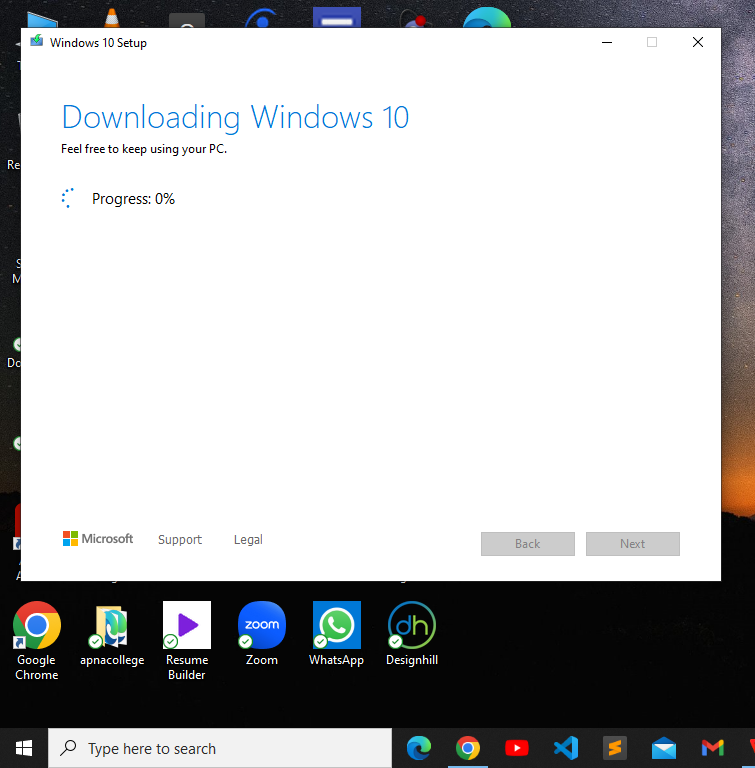 Windows 10 Setup
Downloading Windows 10
Feel free to keep using your PC.
Progress: 0%
Microsoft
Support
Legal
Back
Next
Re
Google
Chrome
apnacollege
Resume
Builder
zoom
Zoom
WhatsApp
dh
Designhill
Type here to search